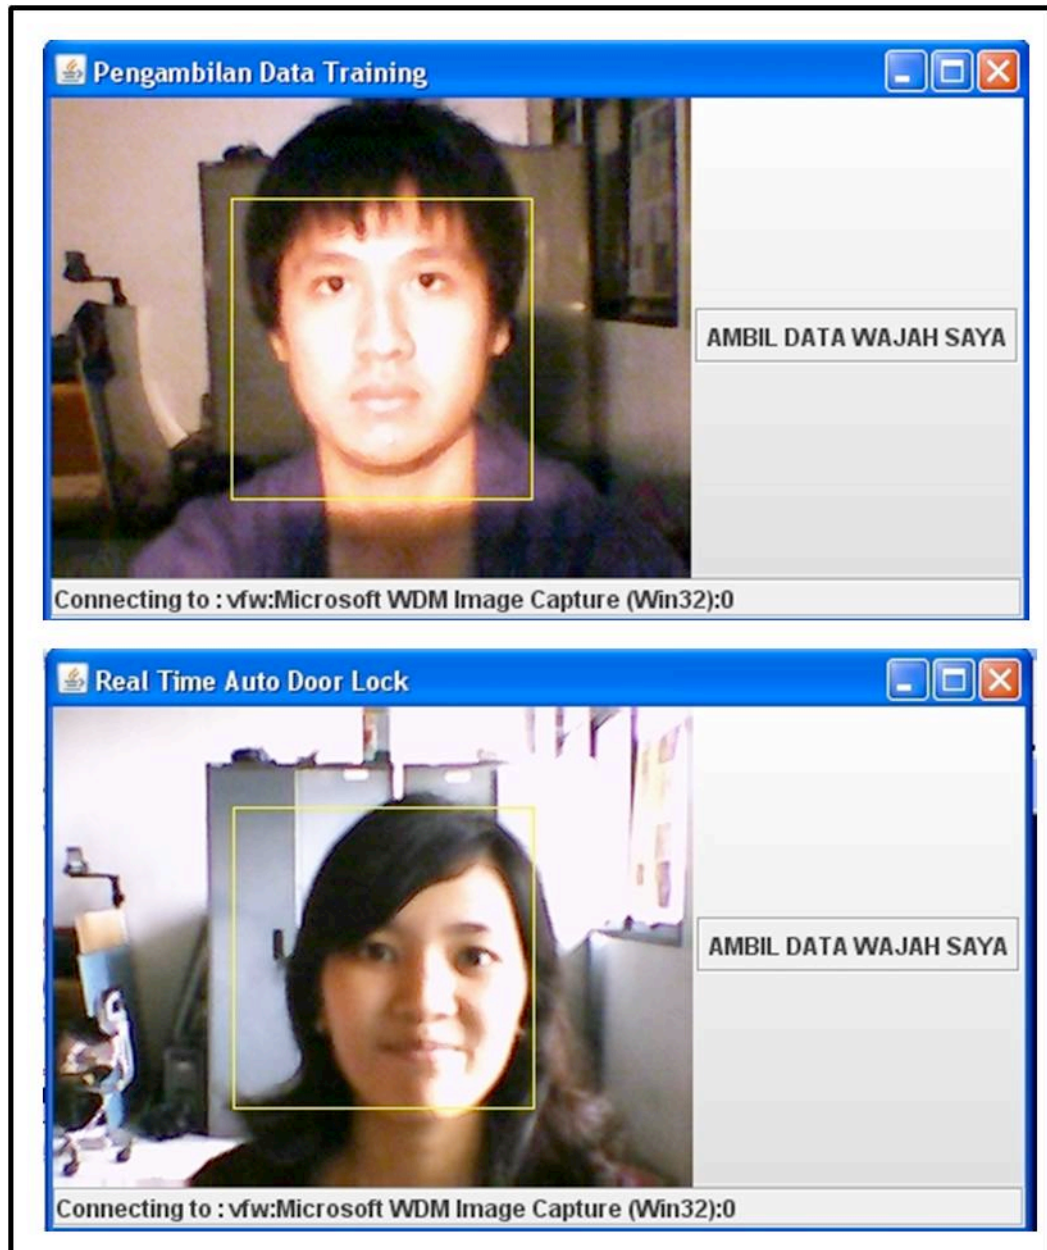 Pengambilan Data Training
AMBIL DATA WAJAH SAYA
Connecting to : vfw:Microsoft WDM Image Capture (Win32):0
Real Time Auto Door Lock
AMBIL DATA WAJAH SAYA
Connecting to : vfw:Microsoft WDM Image Capture (Win32):0